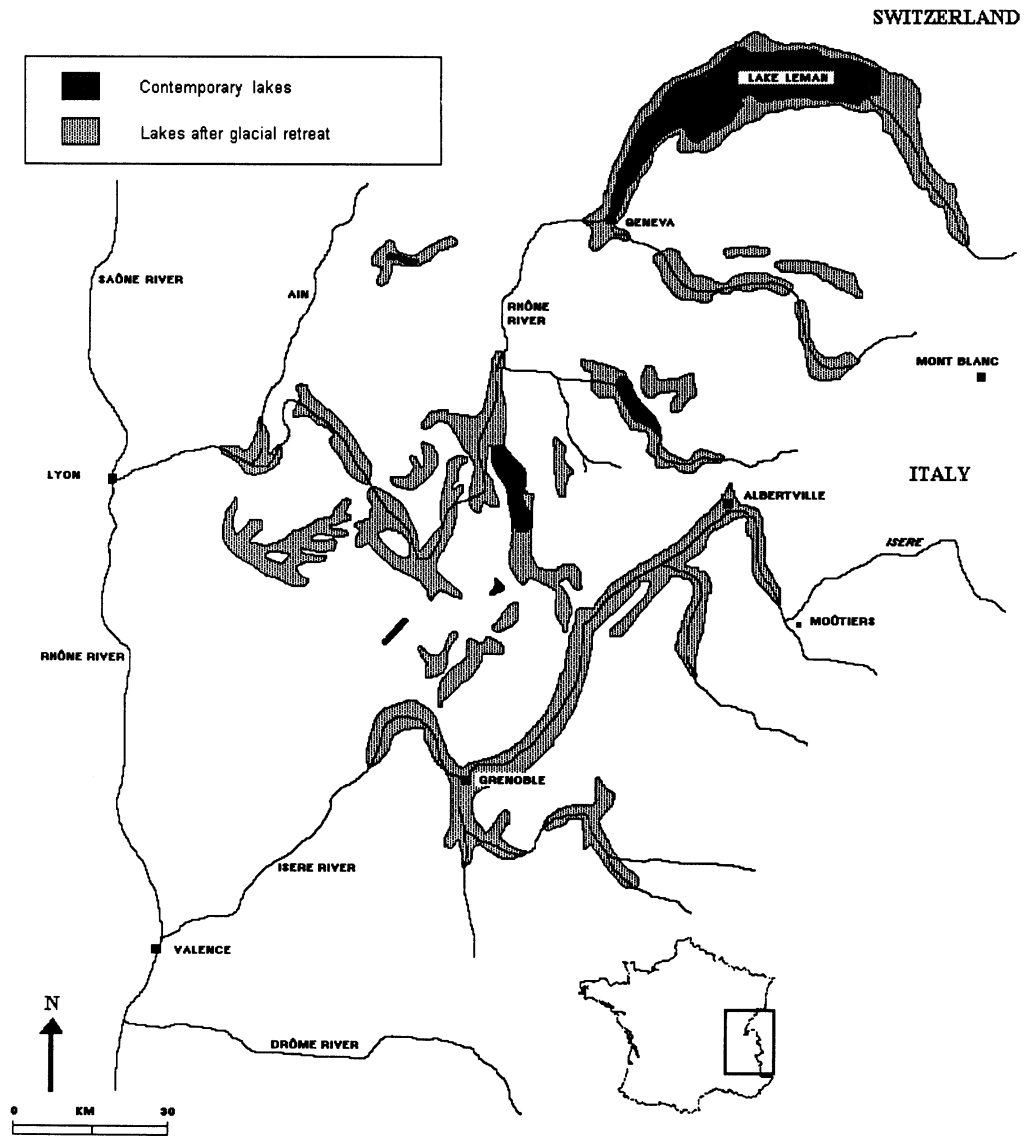 SWITZERLAND
Contemporary lakes
Lakes after glacial retreat
LAKE LEMAN
GENEVA
SAÔNE RIVER
AIN
RHÔNE
RIVER
MONT BLANC
LYON
ITALY
ALBERTVILLE
ISERE
MOÛTIERS
RHÔNE RIVER
GRENOBLE
ISERE RIVER
VALENCE
N
DRÔME RIVER
0 KM 30